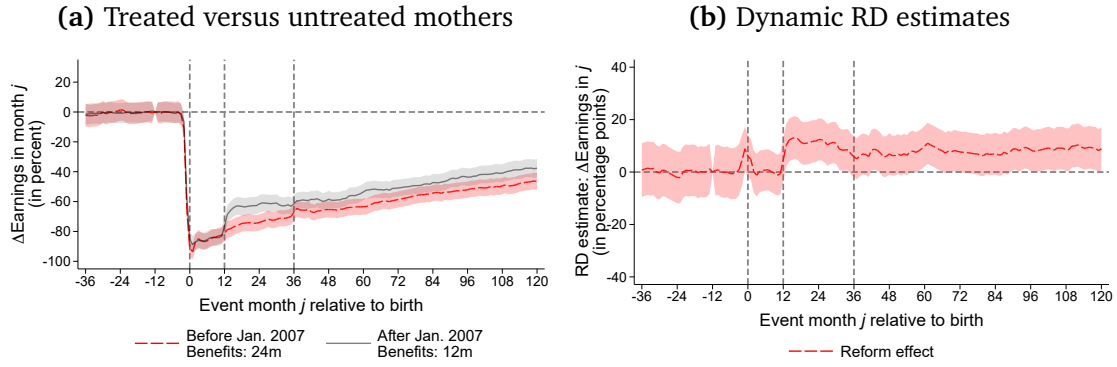 (a) Treated versus untreated mothers
ΔEarnings in month j
(in percent)
20
0
-20
-40
-60
-80
-100
-36 -24 -12 0 12 24 36 48 60 72 84 96 108 120
Event month j relative to birth
Before Jan. 2007
Benefits: 24m
After Jan. 2007
Benefits: 12m
(b) Dynamic RD estimates
RD estimate: ΔEarnings in j
(in percentage points)
40
20
0
-20
-40
-36 -24 -12 0 12 24 36 48 60 72 84 96 108 120
Event month j relative to birth
Reform effect